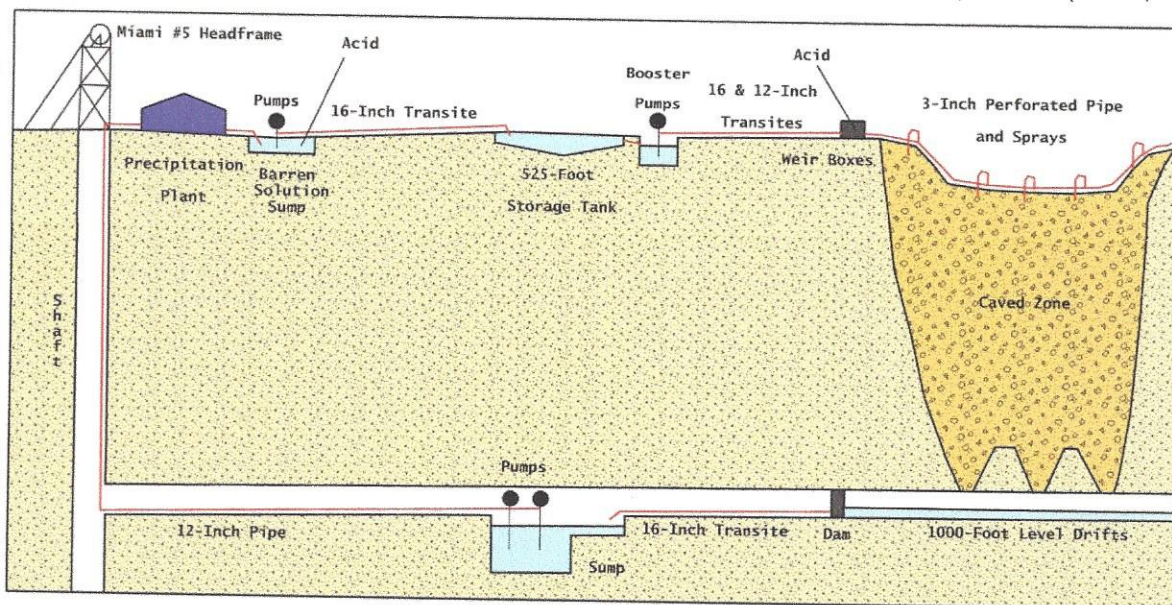 Miami #5 Headframe
Acid
Acid
Booster
Pumps
16-Inch Transite
Pumps
16 & 12-Inch
Transites
3-Inch Perforated Pipe
and Sprays
Precipitation
Plant
Barren
Solution
Sump
525-Foot
Storage Tank
Weir Boxes
Shaft
Caved Zone
Pumps
12-Inch Pipe
16-Inch Transite
Dam
1000-Foot Level Drifts
Sump